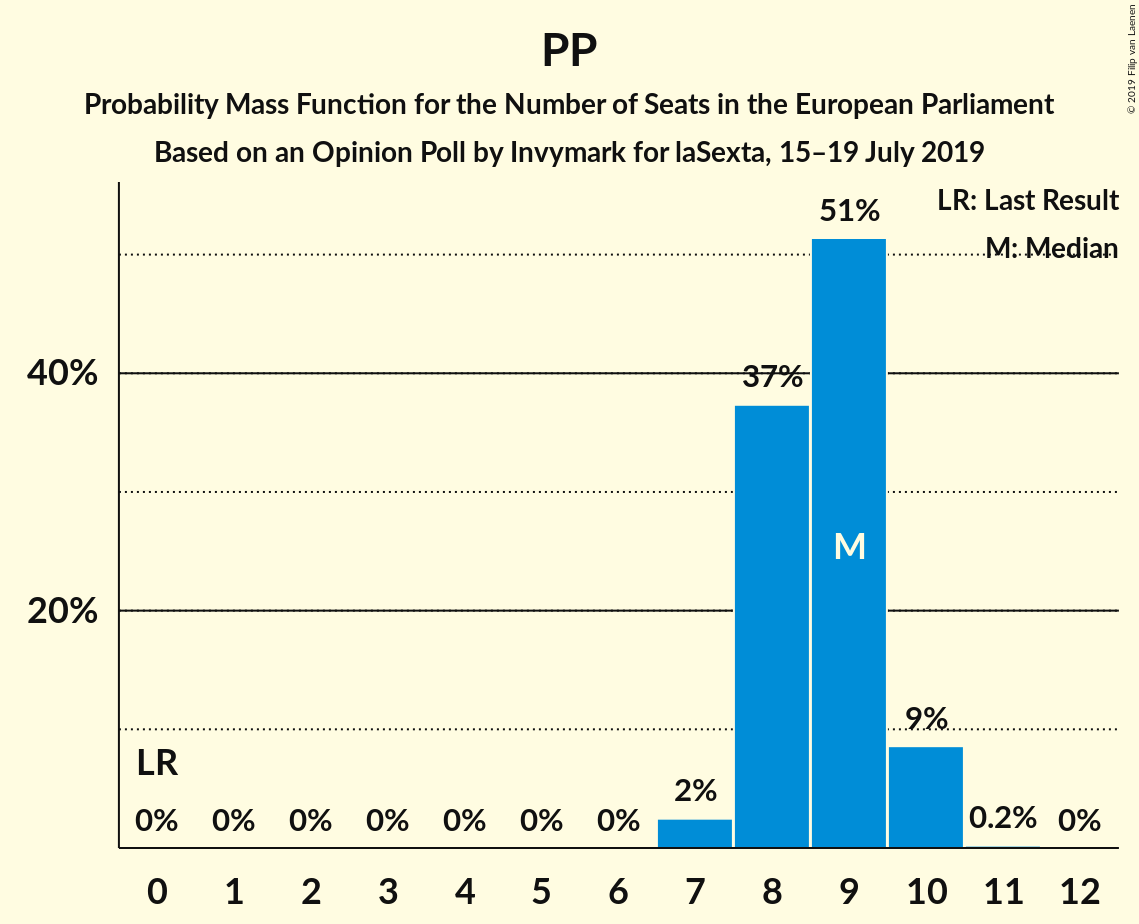 PP
Probability Mass Function for the Number of Seats in the European Parliament
Based on an Opinion Poll by Invymark for laSexta, 15–19 July 2019
© 2019 Filip van Laenen
LR: Last Result
M: Median
51%
40%
37%
M
20%
9%
LR
2%
0% 0% 0% 0% 0% 0% 0% 0.2% 0%
0 1 2 3 4 5 6 7 8 9 10 11 12